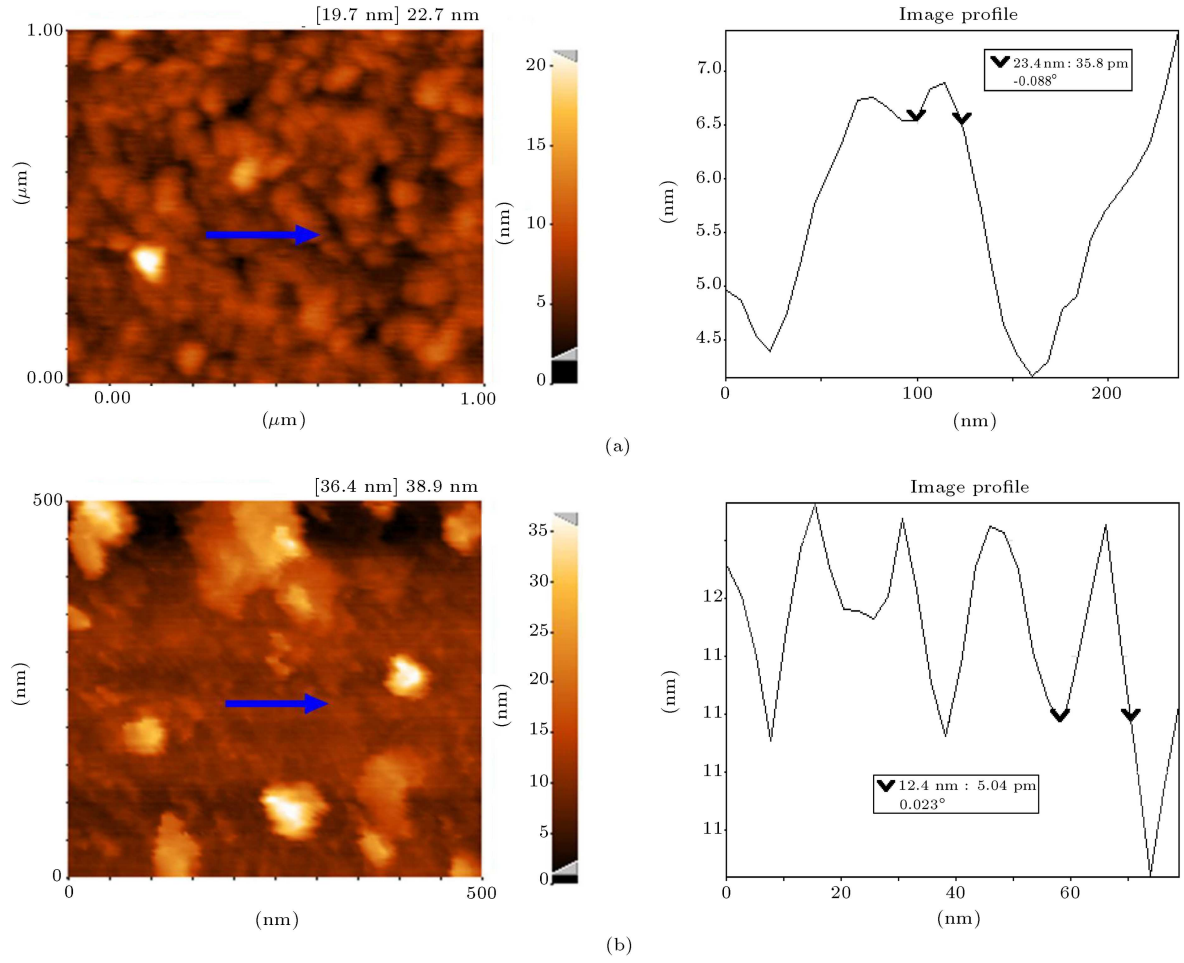 [19.7 nm] 22.7 nm
1.00
(µm)
0.00
0.00
1.00
(µm)
20
15
10
5
0
(nm)
Image profile
7.0
6.5
6.0
5.5
5.0
4.5
(nm)
23.4 nm : 35.8 pm
-0.088°
0
100
200
(nm)
(a)
[36.4 nm] 38.9 nm
500
(nm)
0
0
500
(nm)
35
30
25
20
15
10
5
0
(nm)
Image profile
12
11
11
11
11
(nm)
12.4 nm : 5.04 pm
0.023°
0
20
40
60
(nm)
(b)